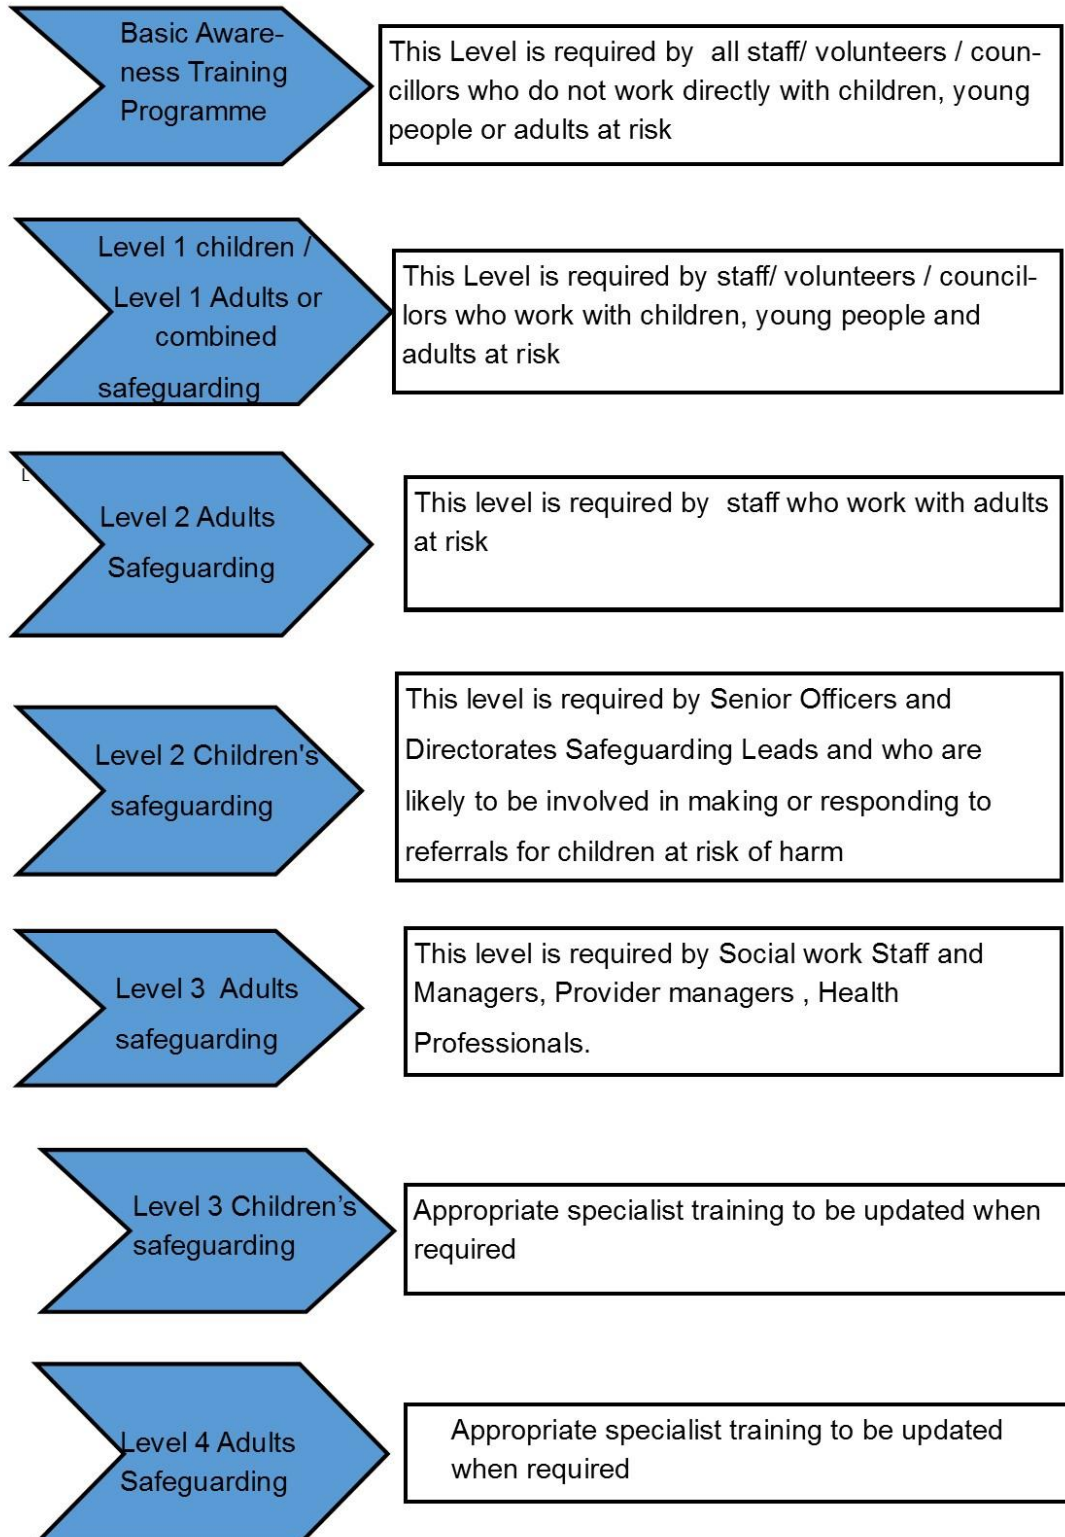 Basic Aware-
ness Training
Programme
This Level is required by  all staff/ volunteers / coun-
cillors who do not work directly with children, young
people or adults at risk
Level 1 children /
Level 1 Adults or
combined
safeguarding
This Level is required by staff/ volunteers / council-
lors who work with children, young people and
adults at risk
L
Level 2 Adults
Safeguarding
This level is required by  staff who work with adults
at risk
Level 2 Children's
safeguarding
This level is required by Senior Officers and
Directorates Safeguarding Leads and who are
likely to be involved in making or responding to
referrals for children at risk of harm
Level 3  Adults
safeguarding
This level is required by Social work Staff and
Managers, Provider managers , Health
Professionals.
Level 3 Children’s
safeguarding
Appropriate specialist training to be updated when
required
Level 4 Adults
Safeguarding
Appropriate specialist training to be updated
when required